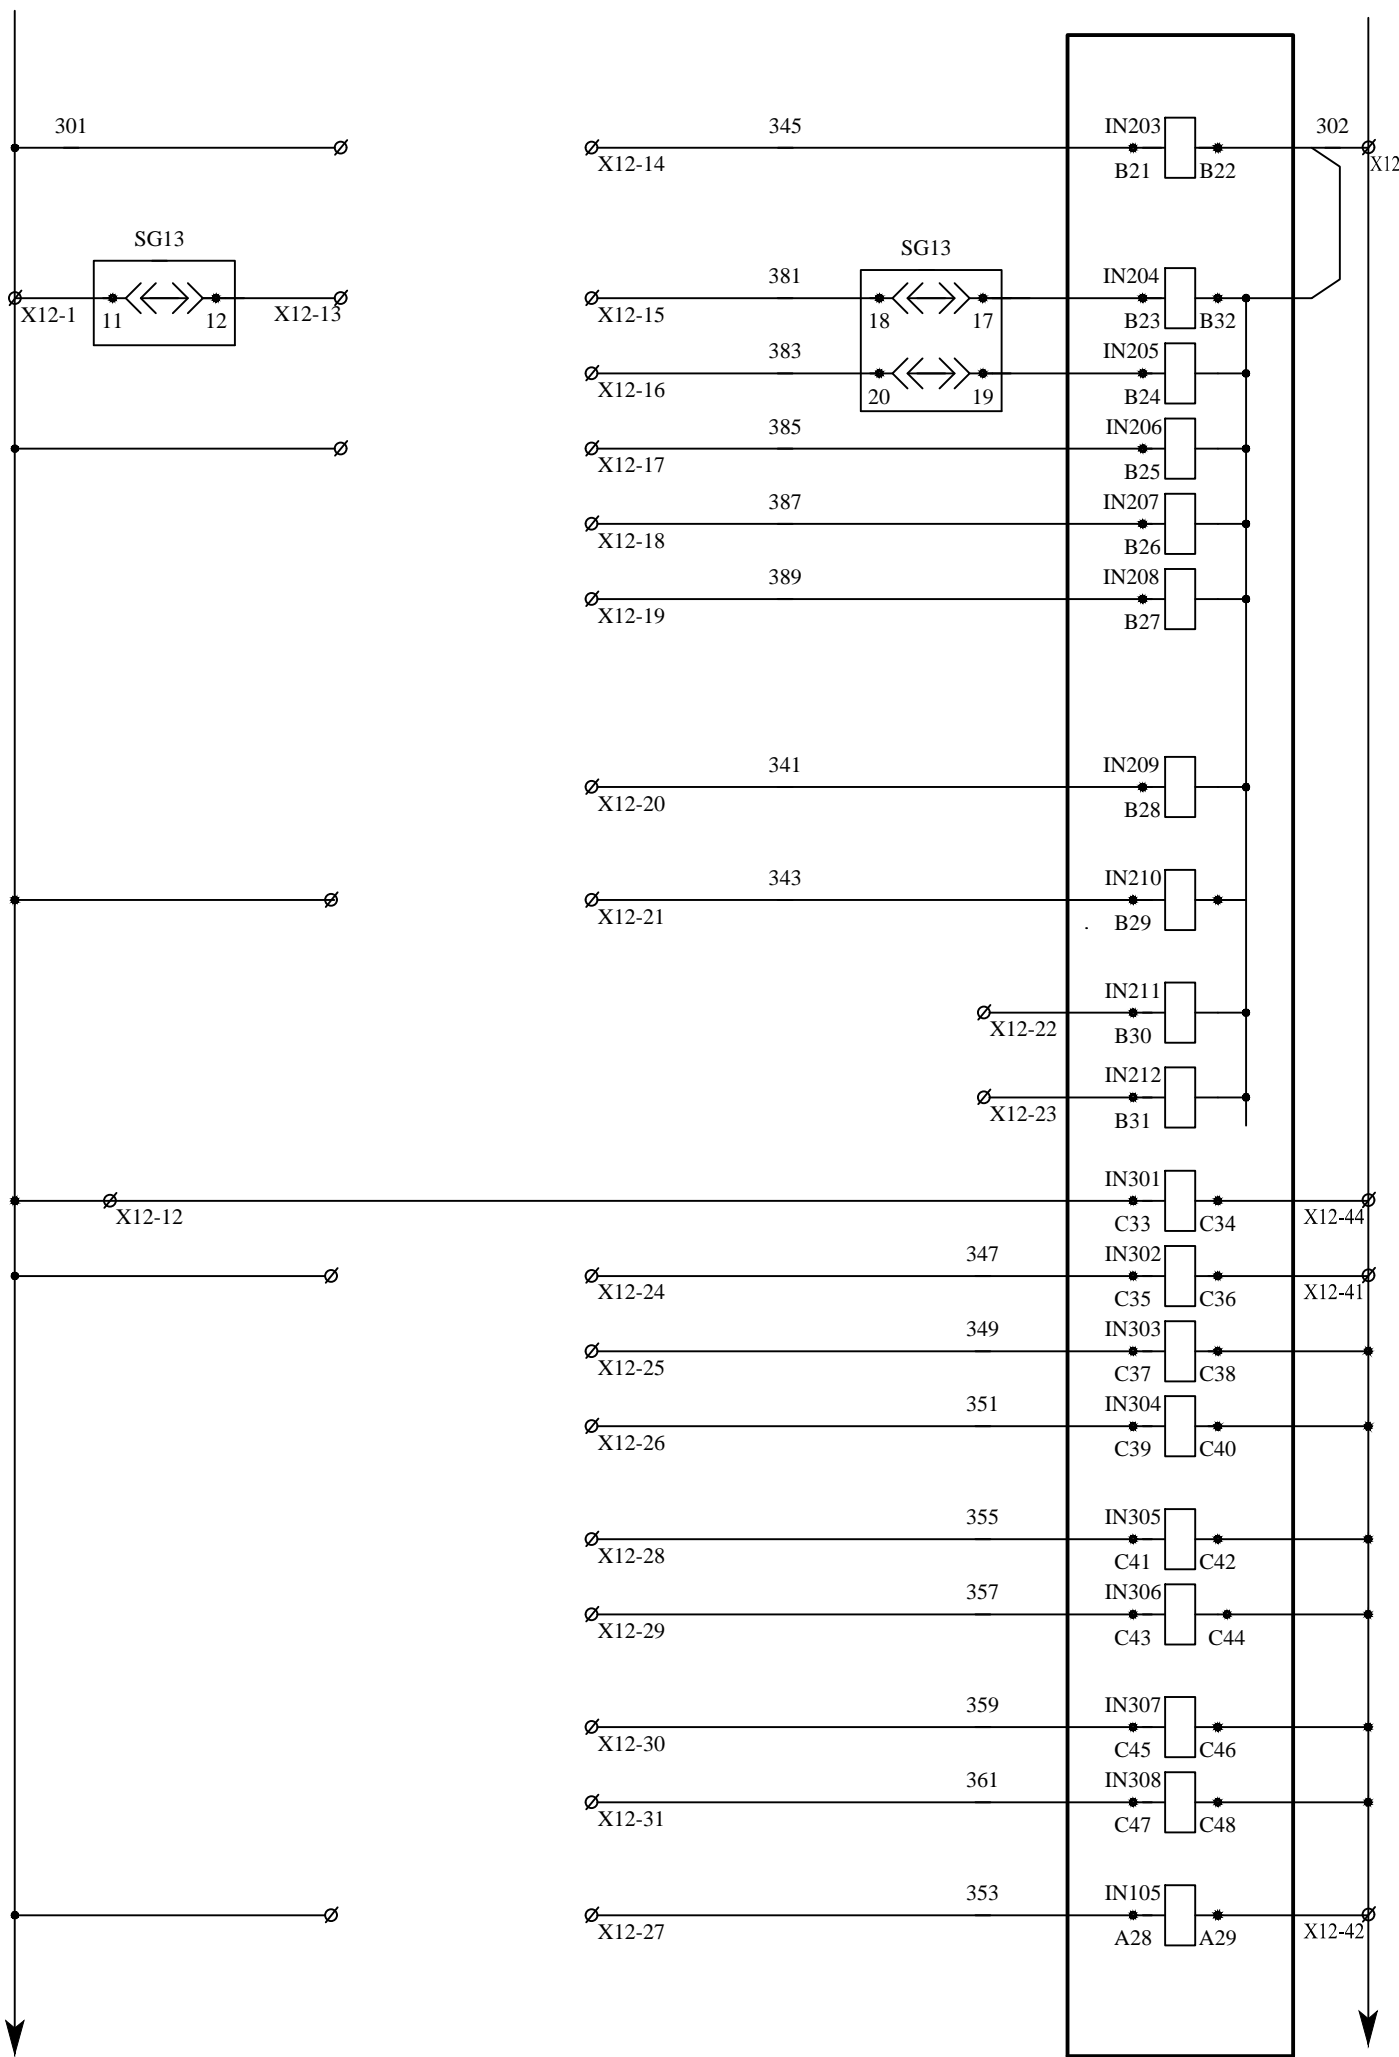 301 345 IN203 302
X12-14 B21 B22 X12
SG13 SG13
381 IN204
X12-1 11 12 X12-13 X12-15 18 17 B23 B32
383 IN205
X12-16 20 19 B24
385 IN206
X12-17 B25
387 IN207
X12-18 B26
389 IN208
X12-19 B27
341 IN209
X12-20 B28
343 IN210
X12-21 B29
IN211
X12-22 B30
IN212
X12-23 B31
IN301
X12-12 C33 C34 X12-44
347 IN302
X12-24 C35 C36 X12-41
349 IN303
X12-25 C37 C38
351 IN304
X12-26 C39 C40
355 IN305
X12-28 C41 C42
357 IN306
X12-29 C43 C44
359 IN307
X12-30 C45 C46
361 IN308
X12-31 C47 C48
353 IN105
X12-27 A28 A29 X12-42